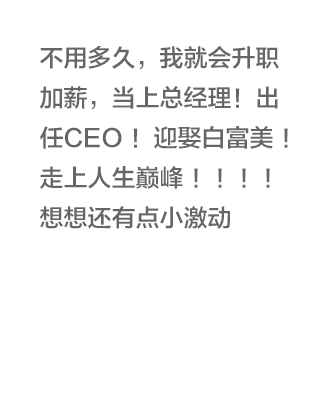 不用多久，我就会升职
加薪，当上总经理！出
任CEO！迎娶白富美！
走上人生巅峰！！！！
想想还有点小激动